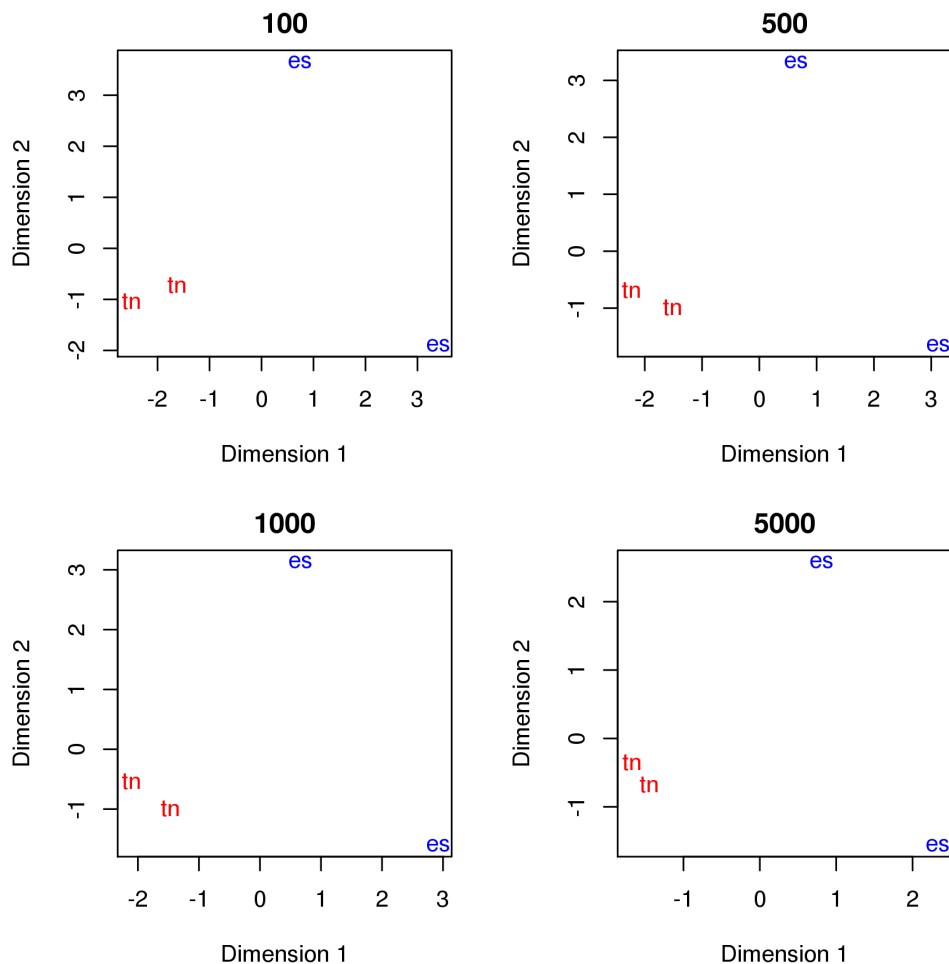 100
es
3
2
1
0
-1
-2
Dimension 2
tn
tn
es
-2 -1 0 1 2 3
Dimension 1
500
es
3
2
1
0
-1
Dimension 2
tn
tn
es
-2 -1 0 1 2 3
Dimension 1
1000
es
3
2
1
0
-1
Dimension 2
tn
tn
es
-2 -1 0 1 2 3
Dimension 1
5000
es
2
1
0
-1
Dimension 2
tn
tn
es
-1 0 1 2
Dimension 1